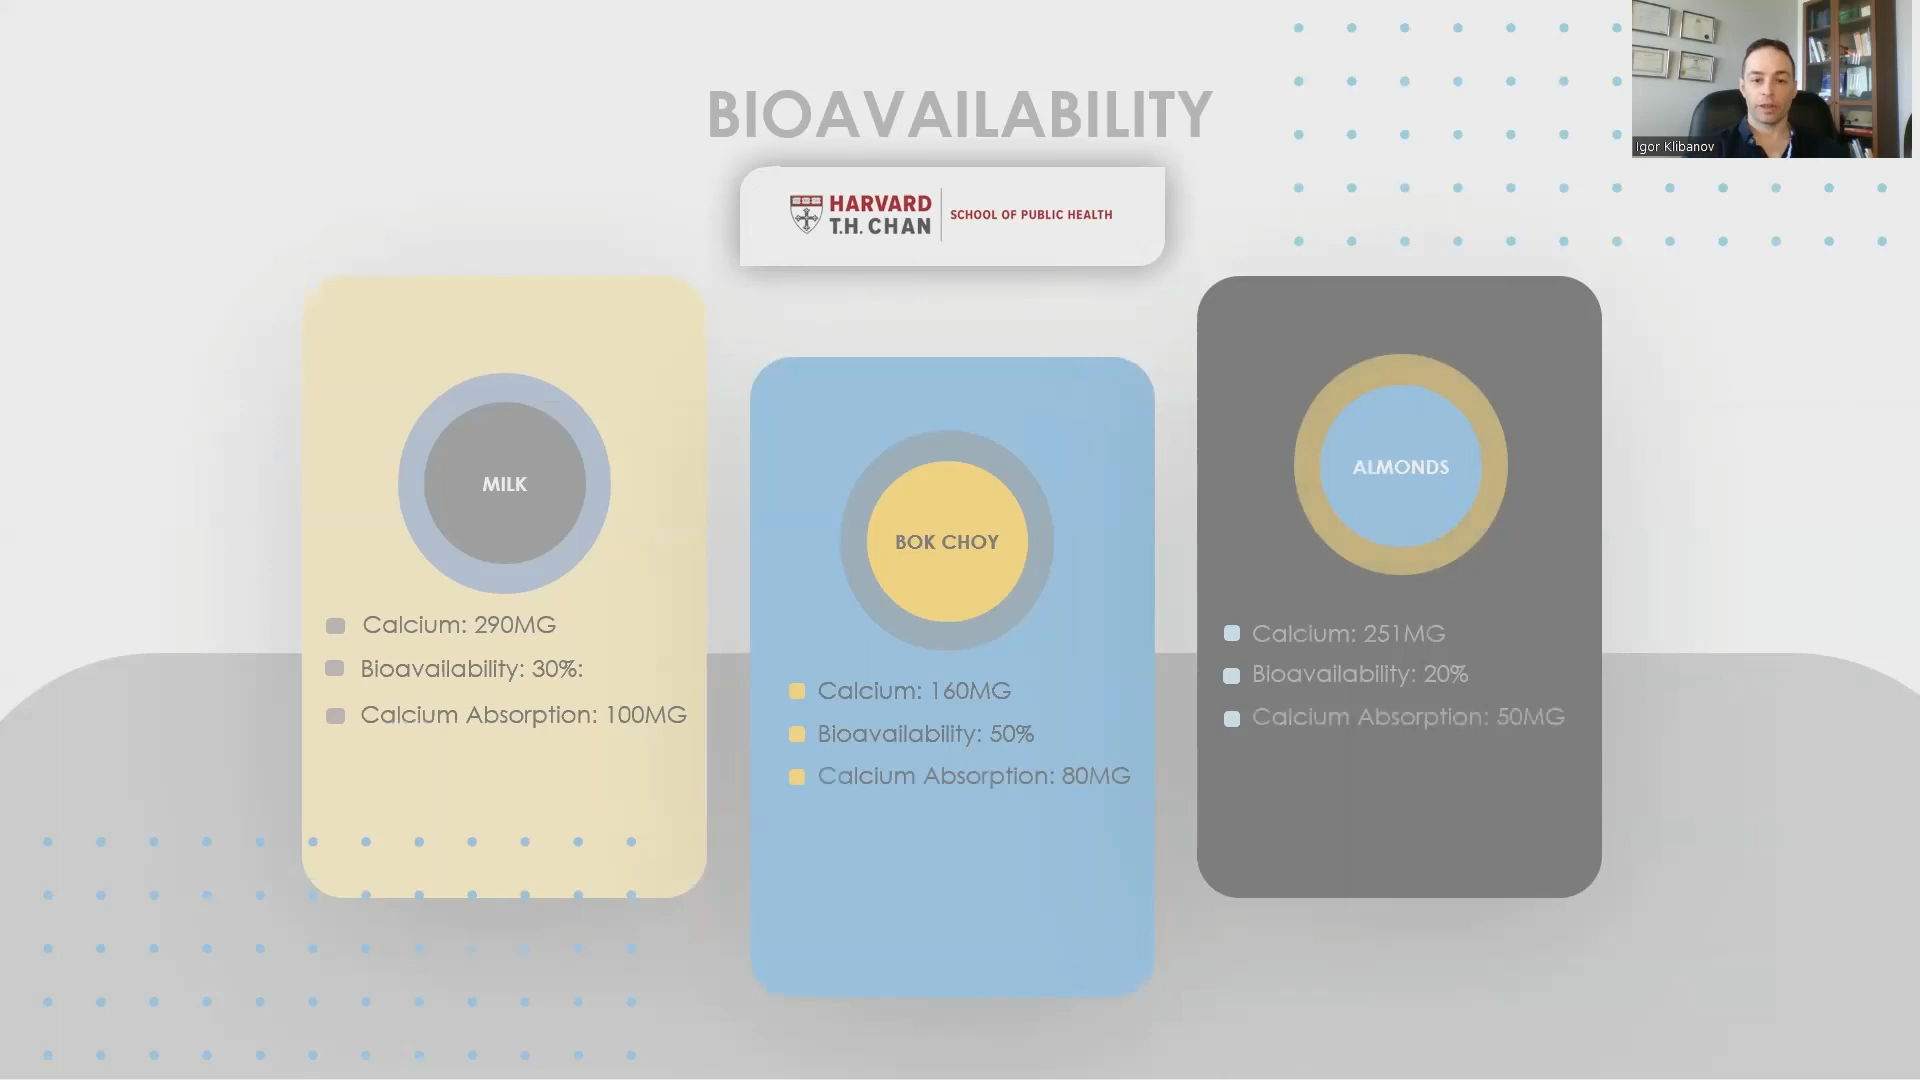 BIOAVAILABILITY
HARVARD
T.H. CHAN
SCHOOL OF PUBLIC HEALTH
Igor Klibanov
MILK
Calcium: 290MG
Bioavailability: 30%:
Calcium Absorption: 100MG
BOK CHOY
Calcium: 160MG
Bioavailability: 50%
Calcium Absorption: 80MG
ALMONDS
Calcium: 251MG
Bioavailability: 20%
Calcium Absorption: 50MG